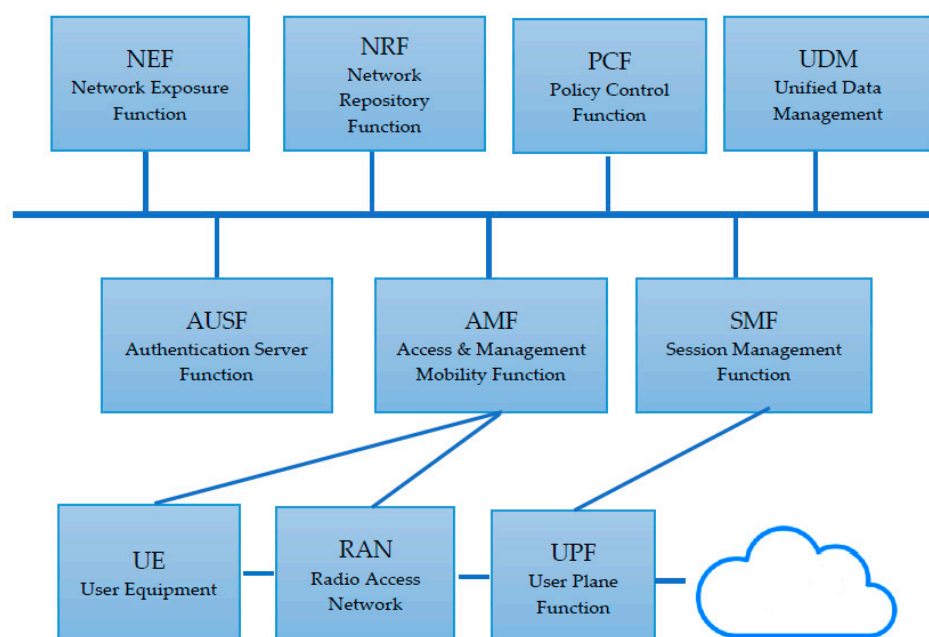 NEF
Network Exposure
Function
NRF
Network
Repository
Function
PCF
Policy Control
Function
UDM
Unified Data
Management
AUSF
Authentication Server
Function
AMF
Access & Management
Mobility Function
SMF
Session Management
Function
UE
User Equipment
RAN
Radio Access
Network
UPF
User Plane
Function